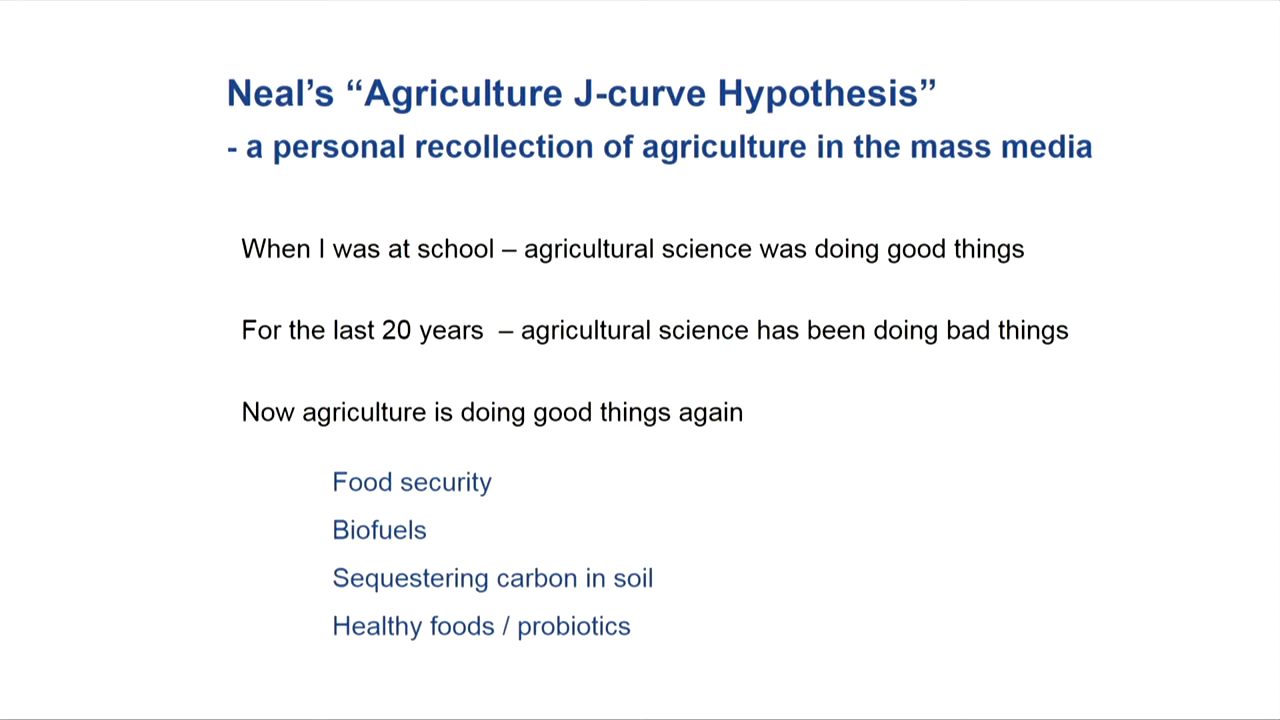 Neal’s “Agriculture J-curve Hypothesis”
- a personal recollection of agriculture in the mass media
When I was at school – agricultural science was doing good things
For the last 20 years – agricultural science has been doing bad things
Now agriculture is doing good things again
Food security
Biofuels
Sequestering carbon in soil
Healthy foods / probiotics